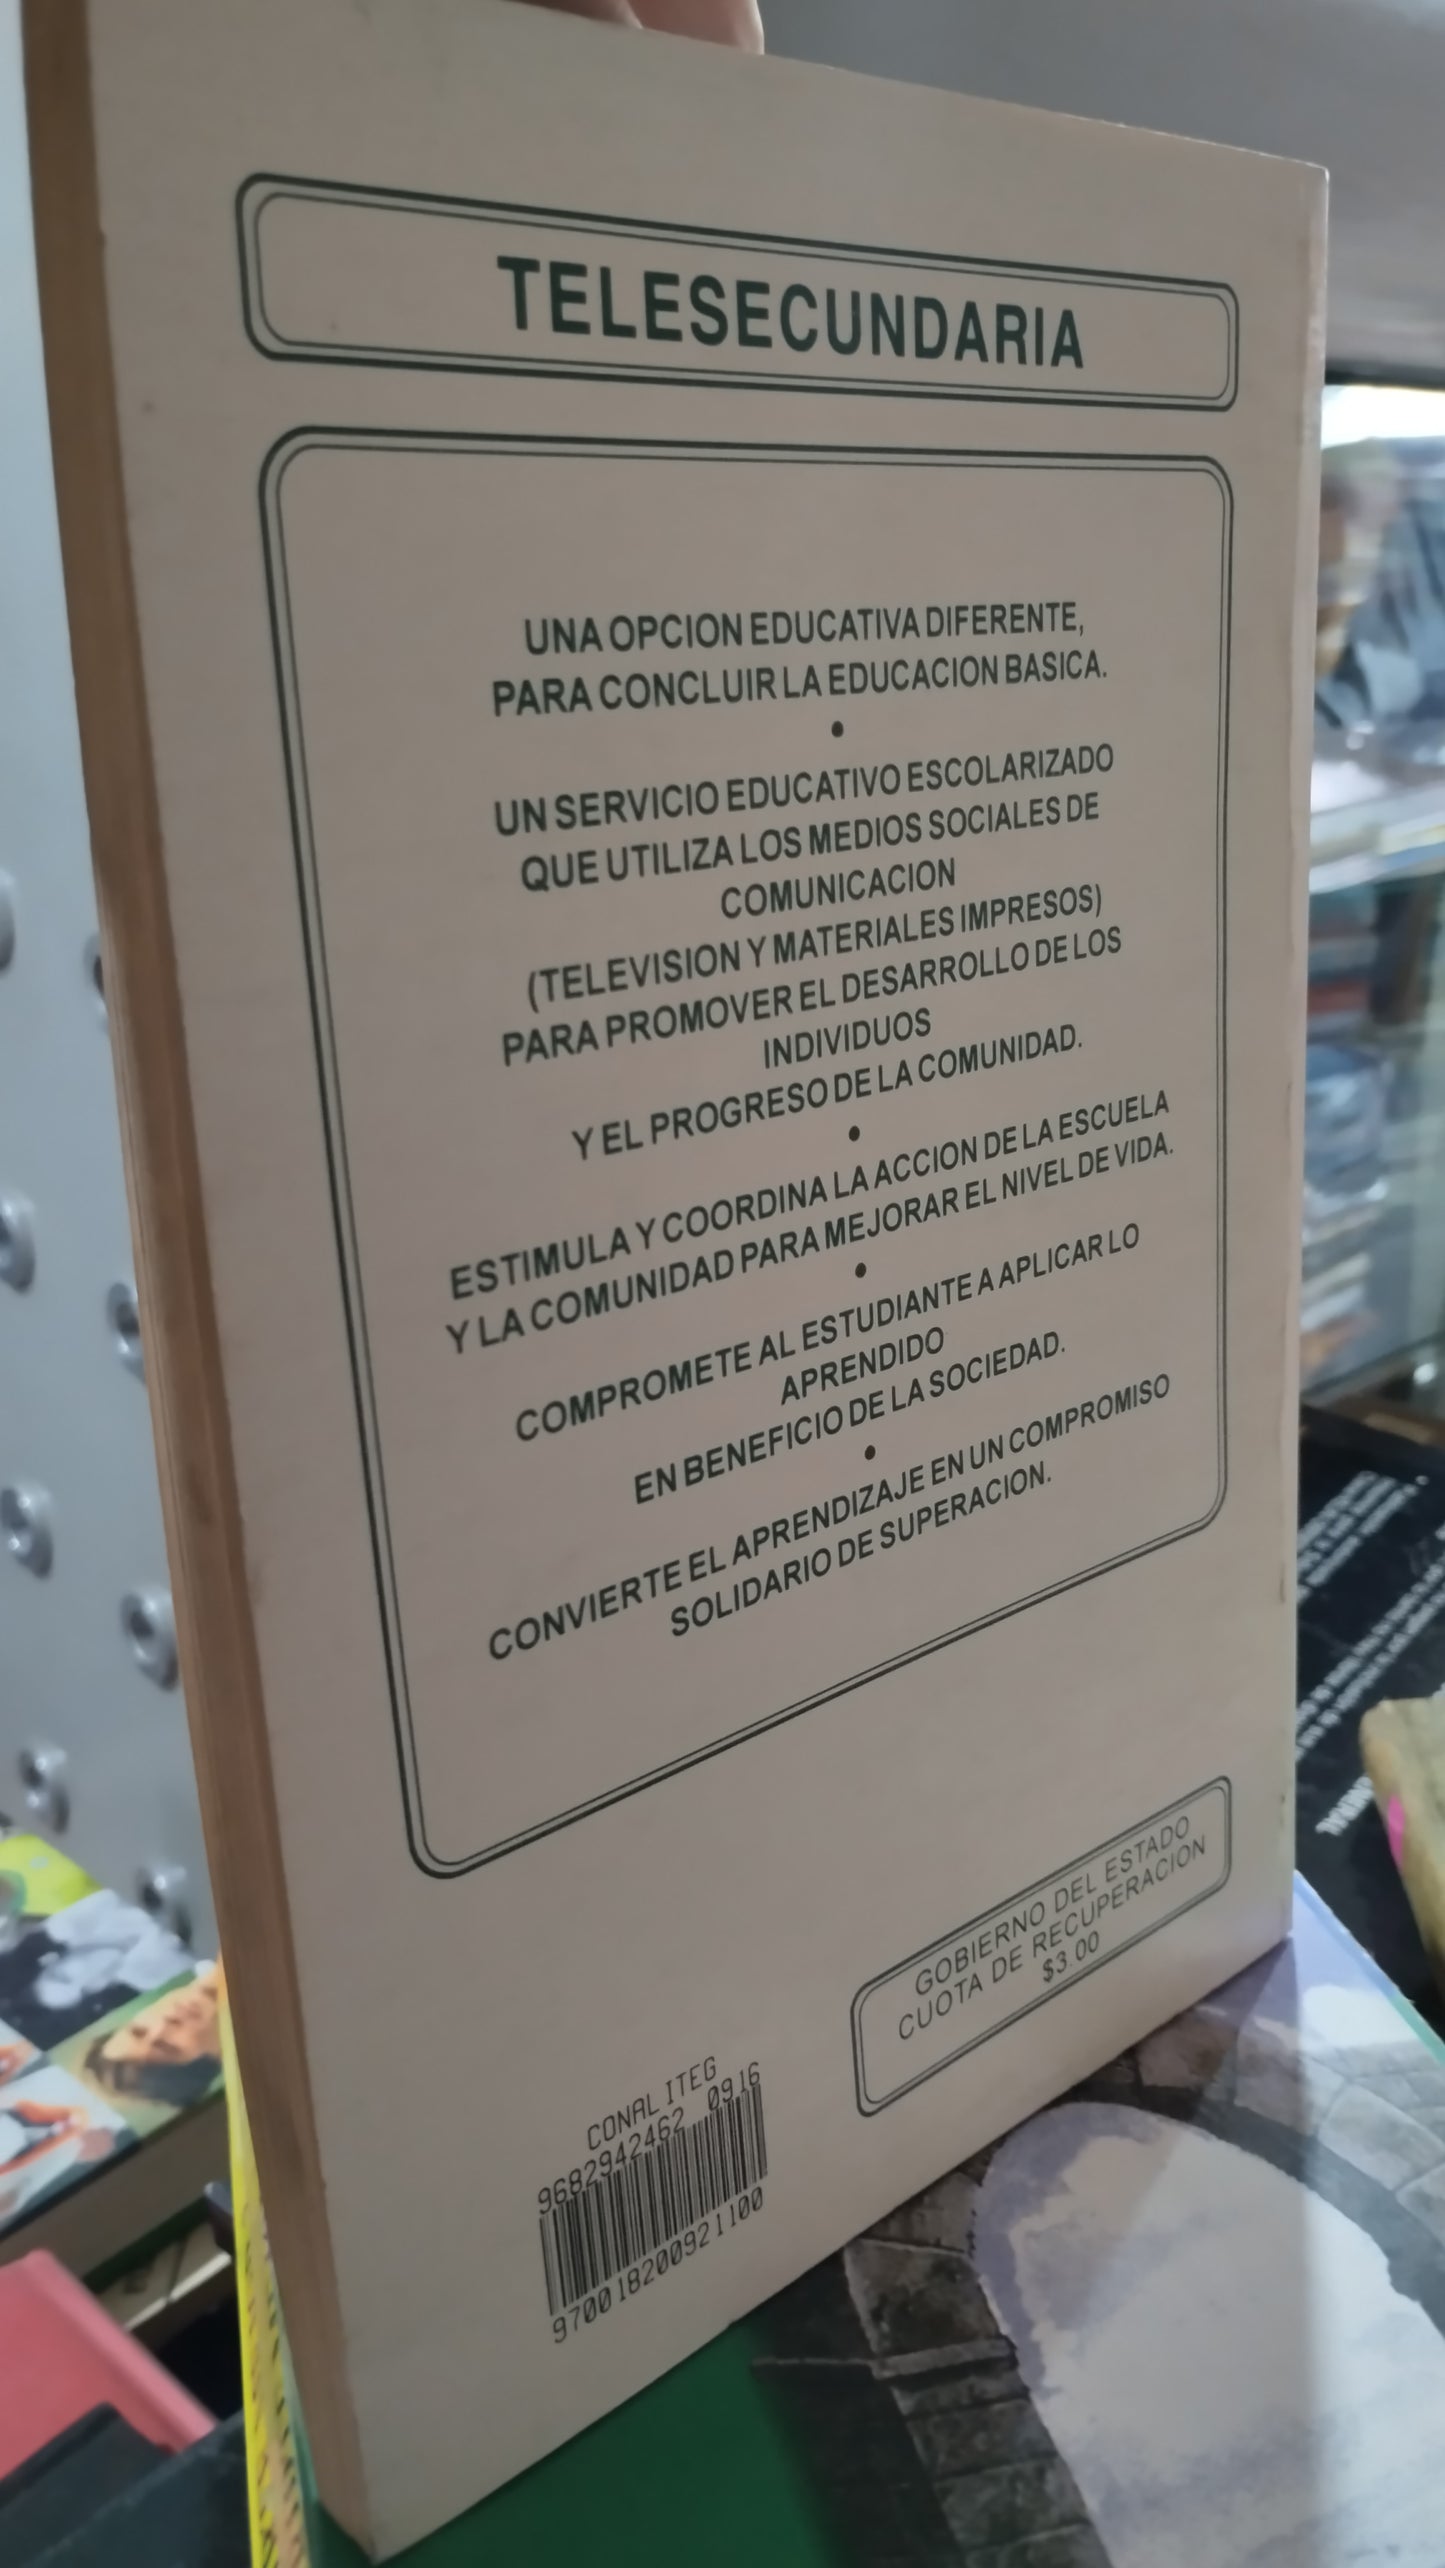 TELESECUNDARIA
UNA OPCION EDUCATIVA DIFERENTE,
PARA CONCLUIR LA EDUCACION BASICA.
•
UN SERVICIO EDUCATIVO ESCOLARIZADO
QUE UTILIZA LOS MEDIOS SOCIALES DE
COMUNICACION
(TELEVISION Y MATERIALES IMPRESOS)
PARA PROMOVER EL DESARROLLO DE LOS
INDIVIDUOS
Y EL PROGRESO DE LA COMUNIDAD.
•
ESTIMULA Y COORDINA LA ACCION DE LA ESCUELA
Y LA COMUNIDAD PARA MEJORAR EL NIVEL DE VIDA.
•
COMPROMETE AL ESTUDIANTE A APLICAR LO
APRENDIDO
EN BENEFICIO DE LA SOCIEDAD.
•
CONVIERTE EL APRENDIZAJE EN UN COMPROMISO
SOLIDARIO DE SUPERACION.
GOBIERNO DEL ESTADO
CUOTA DE RECUPERACION
$3.00
CONAL ITEG
9682942462 0916
9700182009211​00